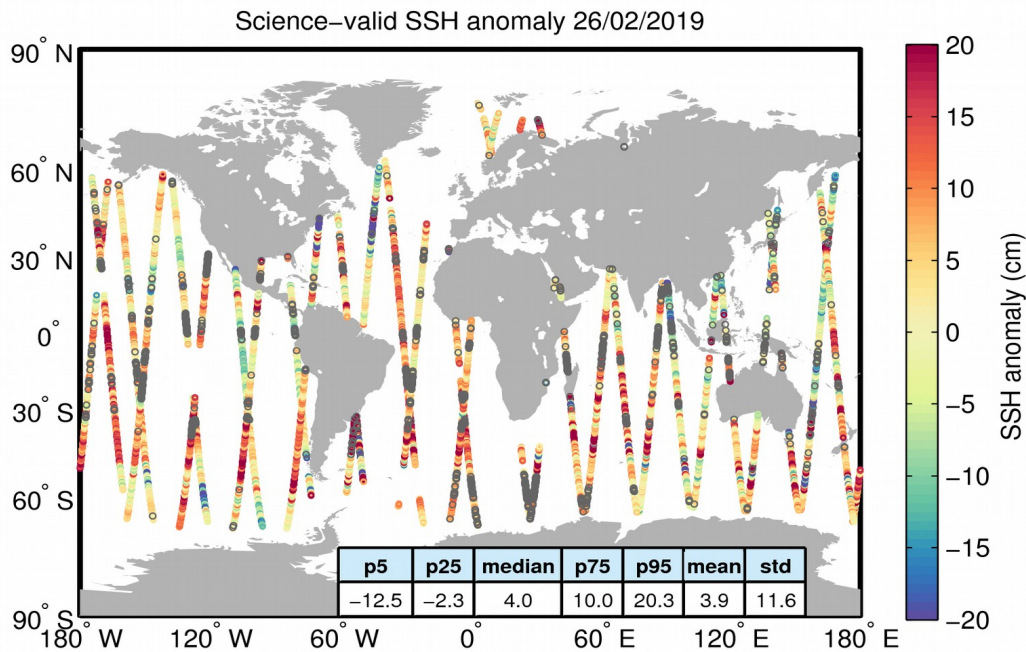 Science−valid SSH anomaly 26/02/2019
90° N
60° N
30° N
0°
30° S
60° S
90° S
180° W
120° W
60° W
0°
60° E
120° E
180° E
p5 p25 median p75 p95 mean std
−12.5 −2.3 4.0 10.0 20.3 3.9 11.6
20
15
10
5
0
−5
−10
−15
−20
SSH anomaly (cm)